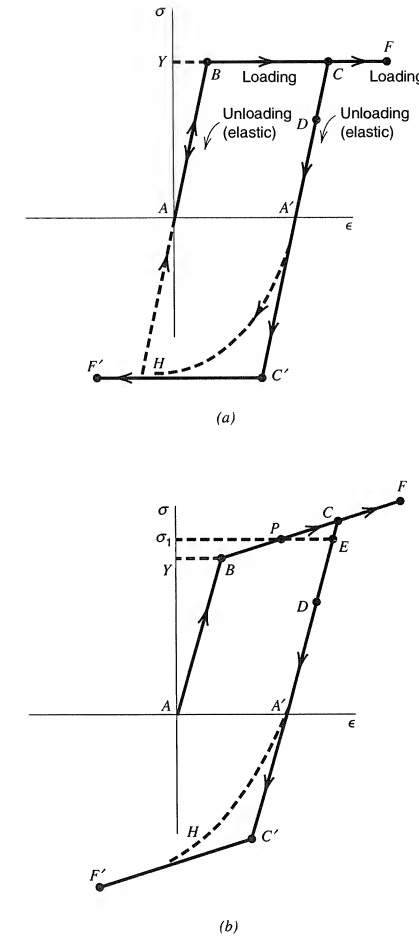 σ
Y
B
Loading
C
F
Loading
Unloading
(elastic)
D
Unloading
(elastic)
A
A′
ϵ
F′
H
C′
(a)
σ
F
C
P
σ₁
E
Y
B
D
A
A′
ϵ
H
C′
F′
(b)